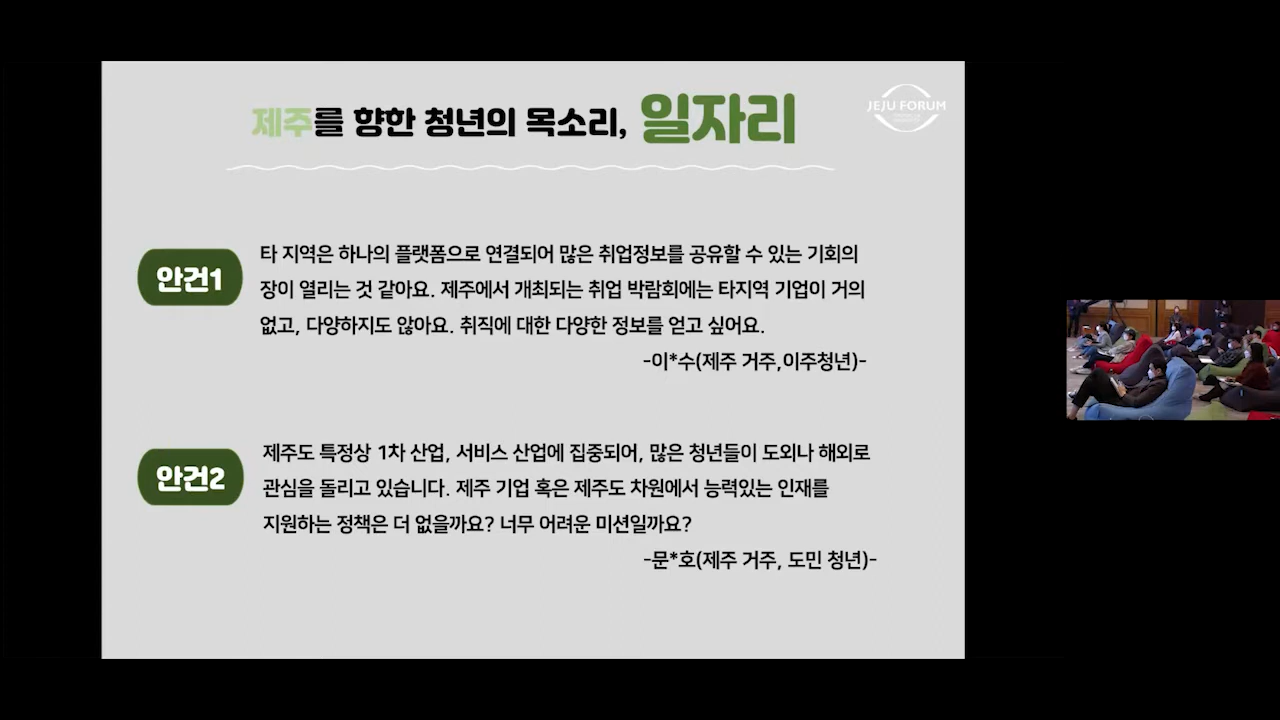 제주를 향한 청년의 목소리, 일자리
JEJU FORUM
안건1
타 지역은 하나의 플랫폼으로 연결되어 많은 취업정보를 공유할 수 있는 기회의
장이 열리는 것 같아요. 제주에서 개최되는 취업 박람회에는 타지역 기업이 거의
없고, 다양하지도 않아요. 취직에 대한 다양한 정보를 얻고 싶어요.
-이*수(제주 거주,이주청년)-
안건2
제주도 특정상 1차 산업, 서비스 산업에 집중되어, 많은 청년들이 도외나 해외로
관심을 돌리고 있습니다. 제주 기업 혹은 제주도 차원에서 능력있는 인재를
지원하는 정책은 더 없을까요? 너무 어려운 미션일까요?
-문*호(제주 거주, 도민 청년)-